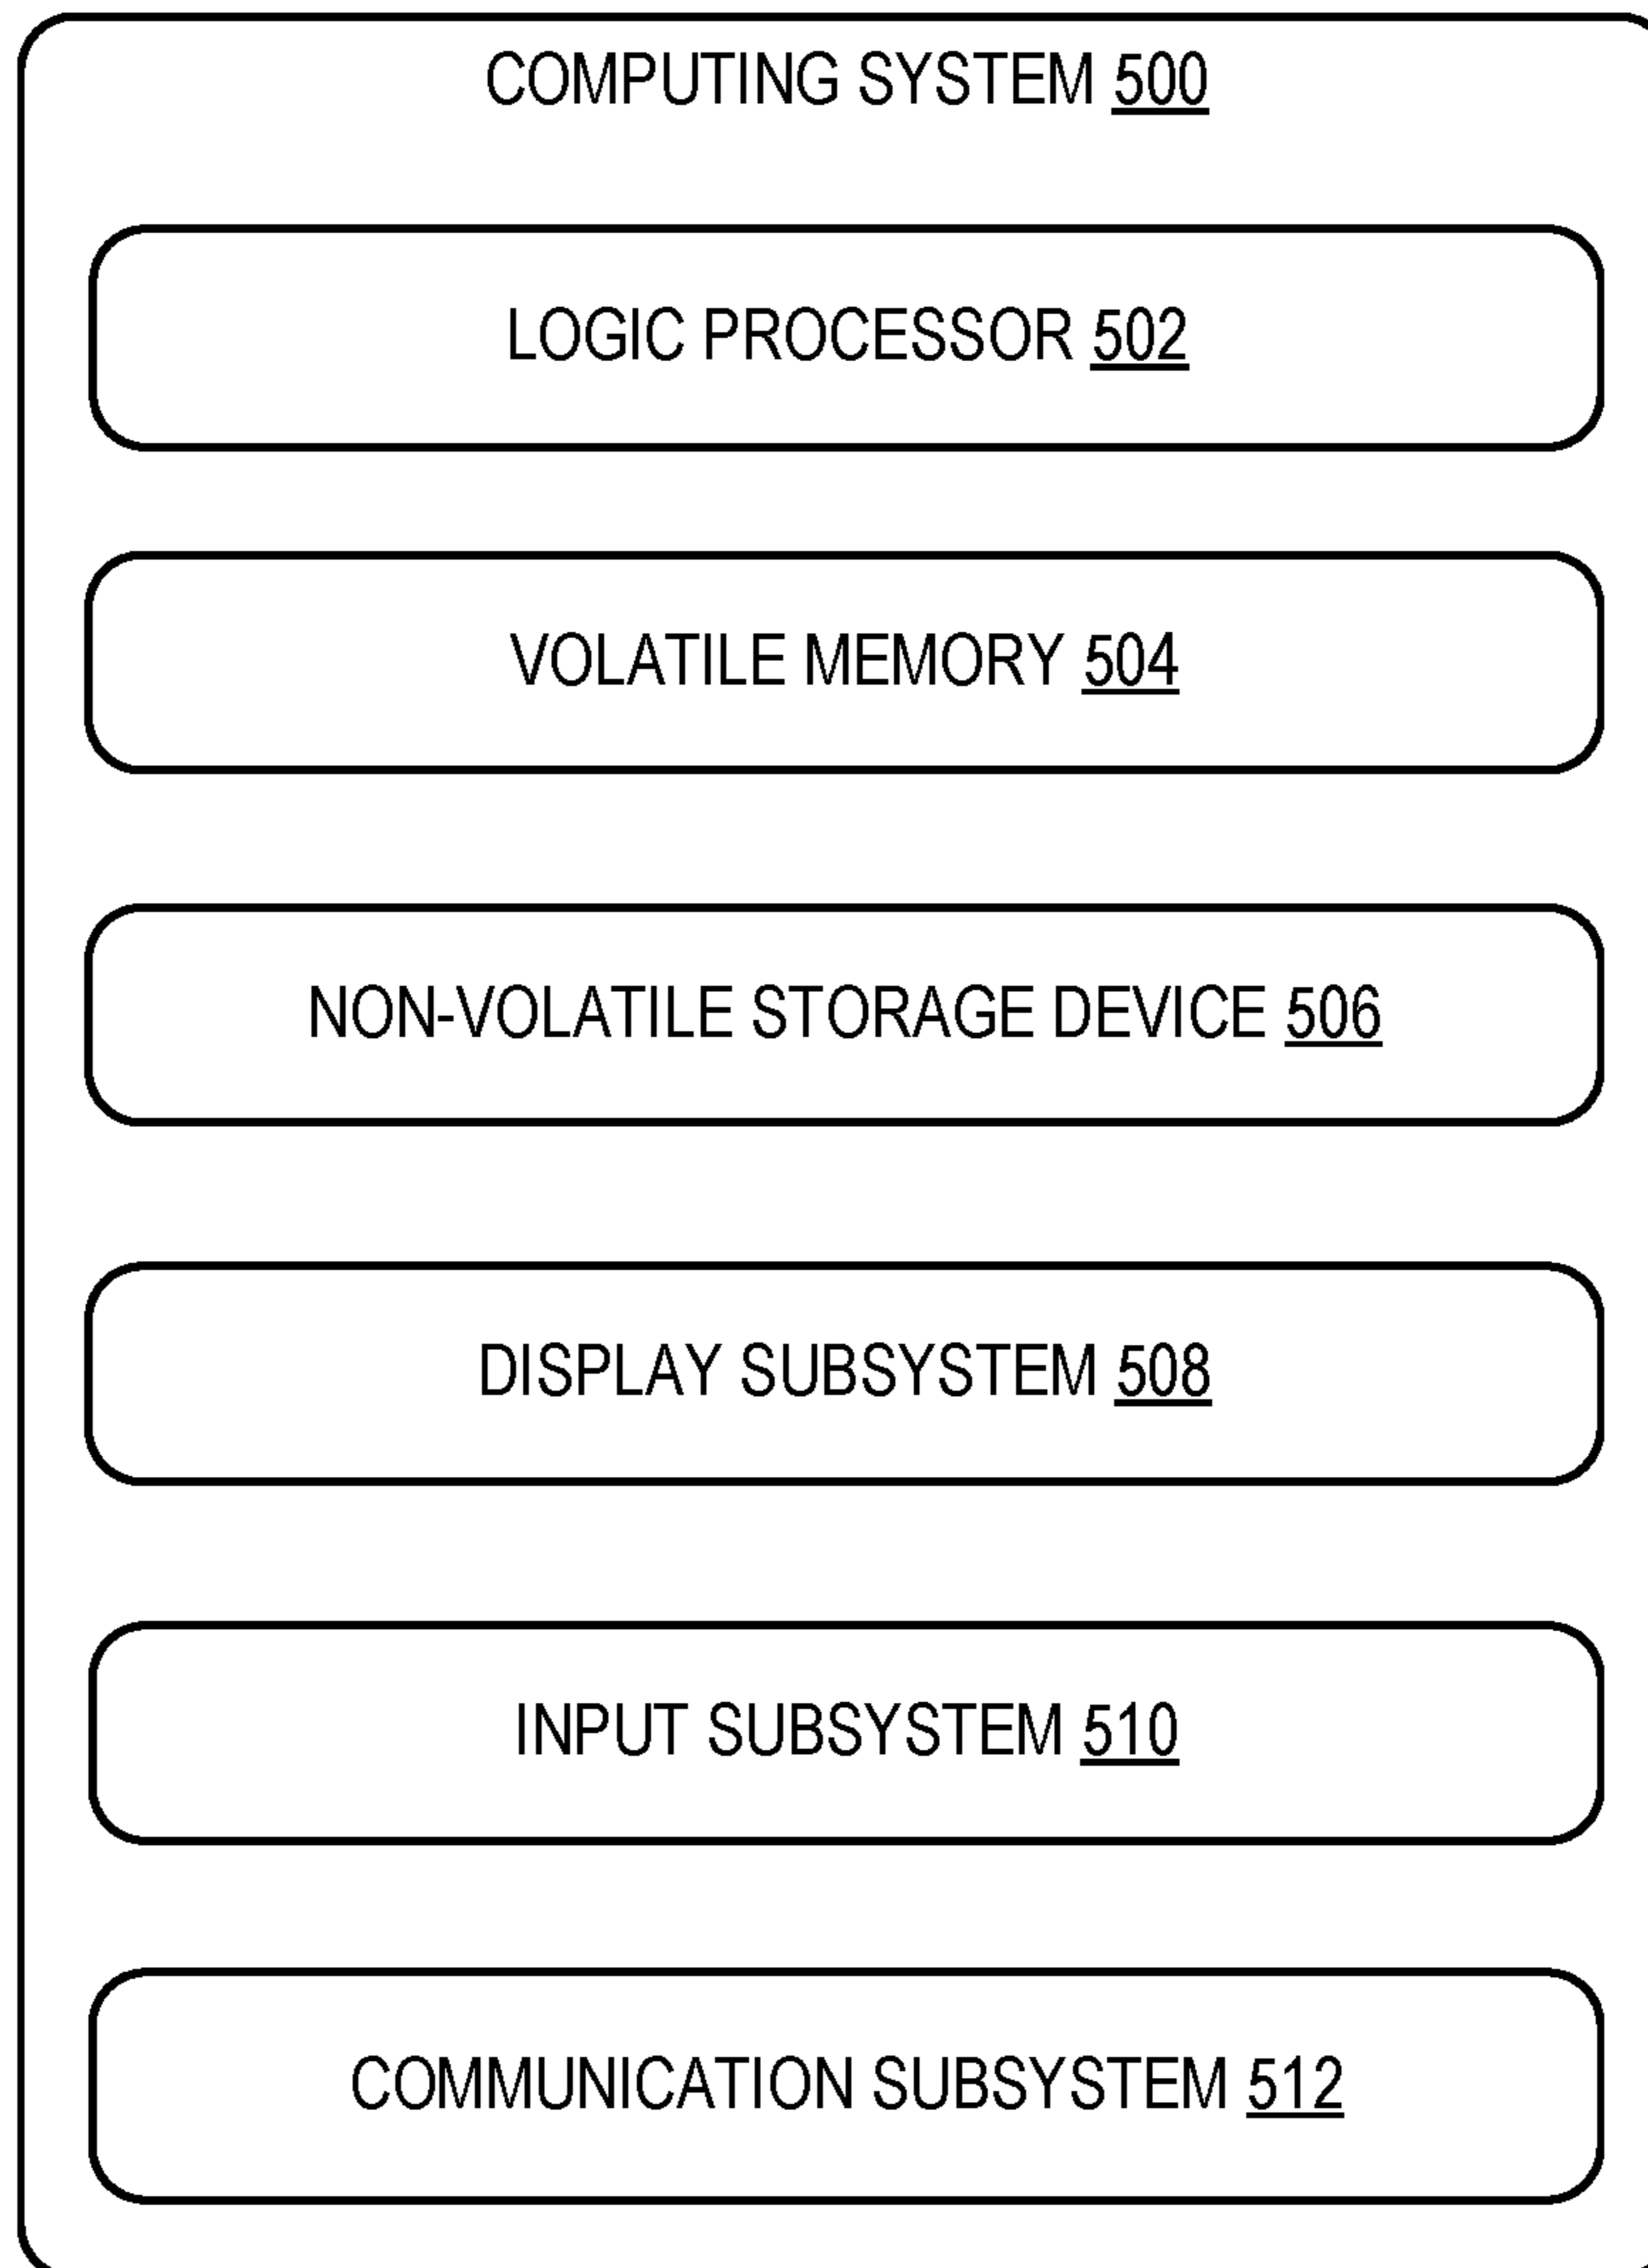 COMPUTING SYSTEM 500
LOGIC PROCESSOR 502
VOLATILE MEMORY 504
NON-VOLATILE STORAGE DEVICE 506
DISPLAY SUBSYSTEM 508
INPUT SUBSYSTEM 510
COMMUNICATION SUBSYSTEM 512